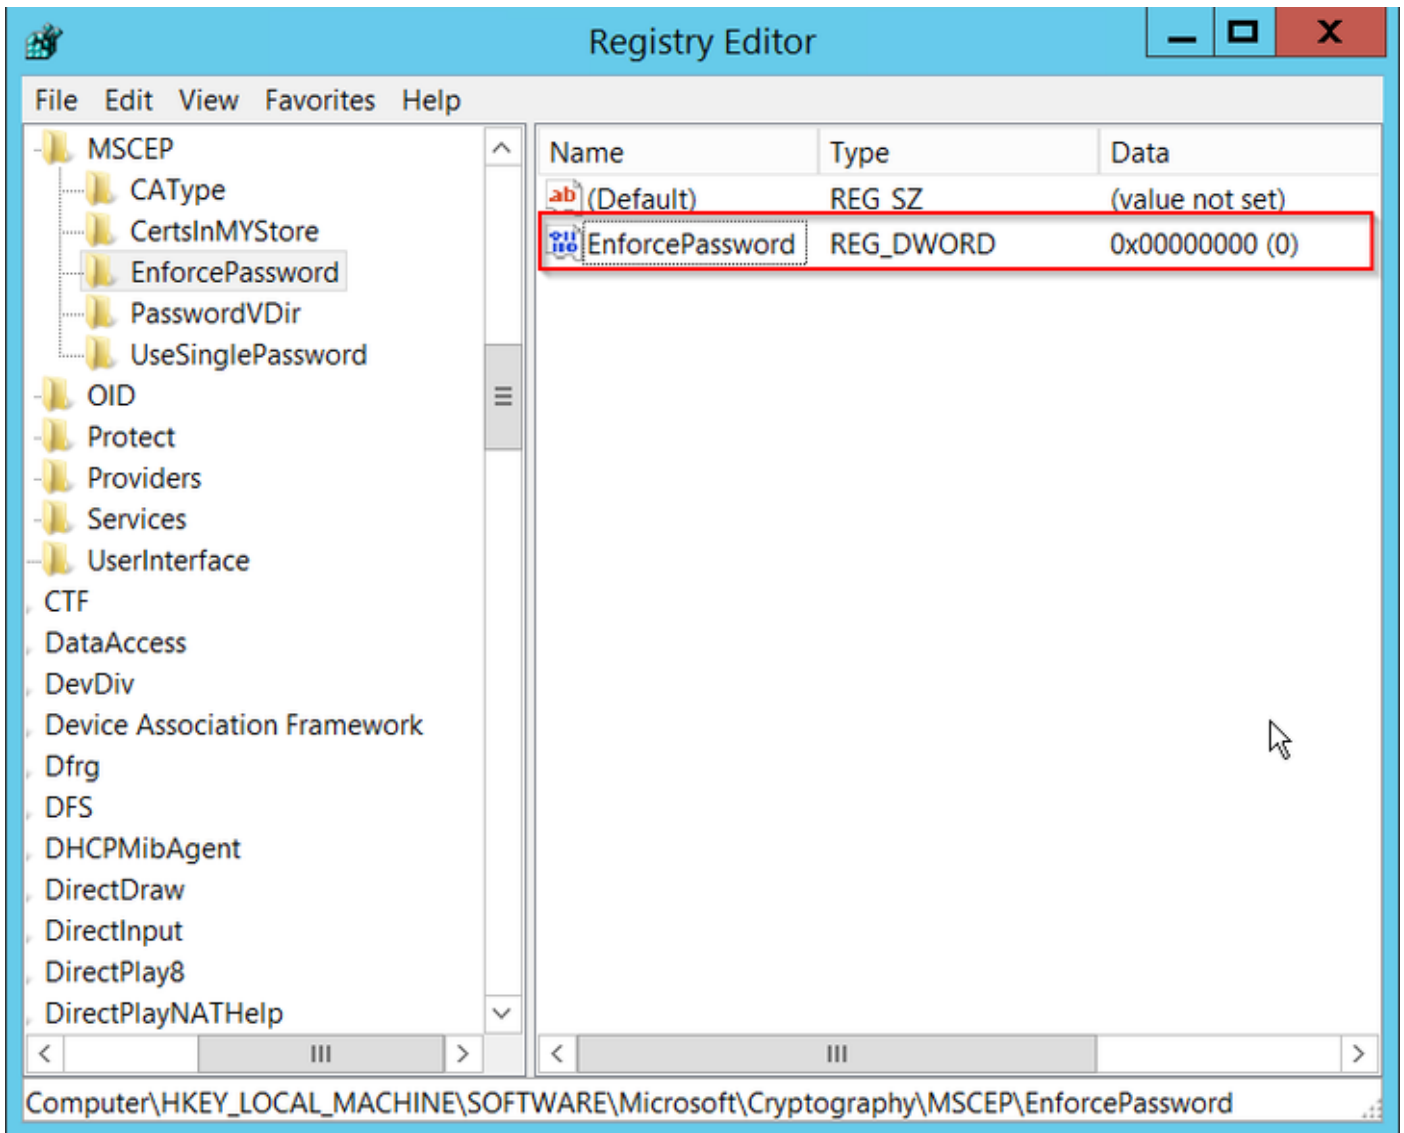 Registry Editor
File Edit View Favorites Help
MSCEP
CAType
CertsInMYStore
EnforcePassword
PasswordVDir
UseSinglePassword
OID
Protect
Providers
Services
UserInterface
CTF
DataAccess
DevDiv
Device Association Framework
Dfrg
DFS
DHCPMibAgent
DirectDraw
DirectInput
DirectPlay8
DirectPlayNATHelp
Name Type Data
(Default) REG_SZ (value not set)
EnforcePassword REG_DWORD 0x00000000 (0)
Computer\HKEY_LOCAL_MACHINE\SOFTWARE\Microsoft\Cryptography\MSCEP\EnforcePassword